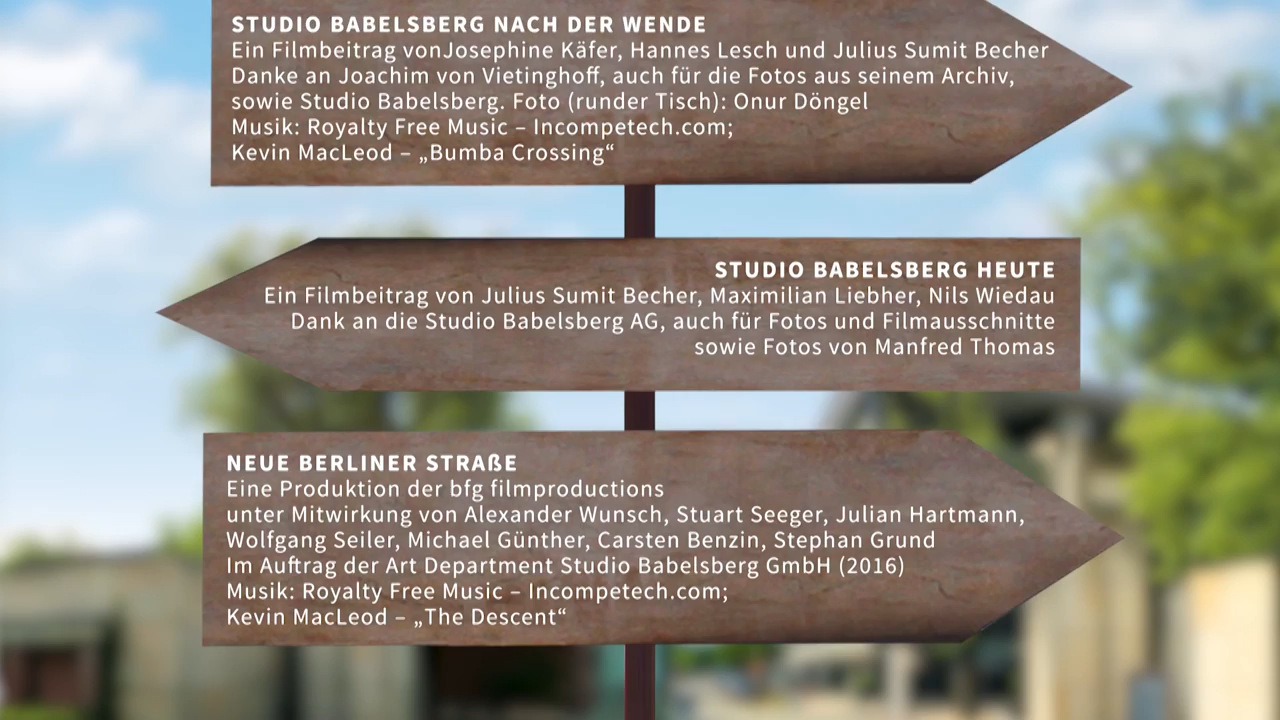 STUDIO BABELSBERG NACH DER WENDE
Ein Filmbeitrag vonJosephine Käfer, Hannes Lesch und Julius Sumit Becher
Danke an Joachim von Vietinghoff, auch für die Fotos aus seinem Archiv,
sowie Studio Babelsberg. Foto (runder Tisch): Onur Döngel
Musik: Royalty Free Music – Incompetech.com;
Kevin MacLeod – „Bumba Crossing“
STUDIO BABELSBERG HEUTE
Ein Filmbeitrag von Julius Sumit Becher, Maximilian Liebher, Nils Wiedau
Dank an die Studio Babelsberg AG, auch für Fotos und Filmausschnitte
sowie Fotos von Manfred Thomas
NEUE BERLINER STRAßE
Eine Produktion der bfg filmproductions
unter Mitwirkung von Alexander Wunsch, Stuart Seeger, Julian Hartmann,
Wolfgang Seiler, Michael Günther, Carsten Benzin, Stephan Grund
Im Auftrag der Art Department Studio Babelsberg GmbH (2016)
Musik: Royalty Free Music – Incompetech.com;
Kevin MacLeod – „The Descent“